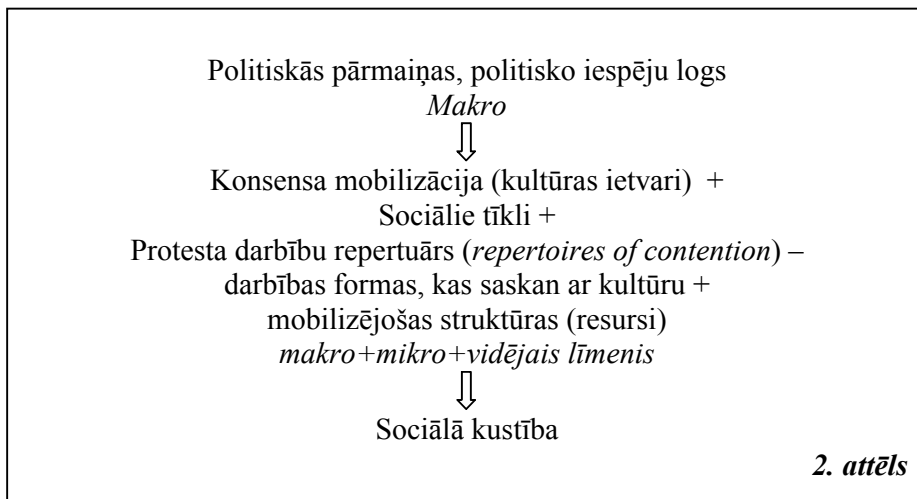 Politiskās pārmaiņas, politisko iespēju logs
Makro
Konsensa mobilizācija (kultūras ietvari) +
Sociālie tīkli +
Protesta darbību repertuārs (repertoires of contention) –
darbības formas, kas saskan ar kultūru +
mobilizējošas struktūras (resursi)
makro+mikro+vidējais līmenis
Sociālā kustība
2. attēls